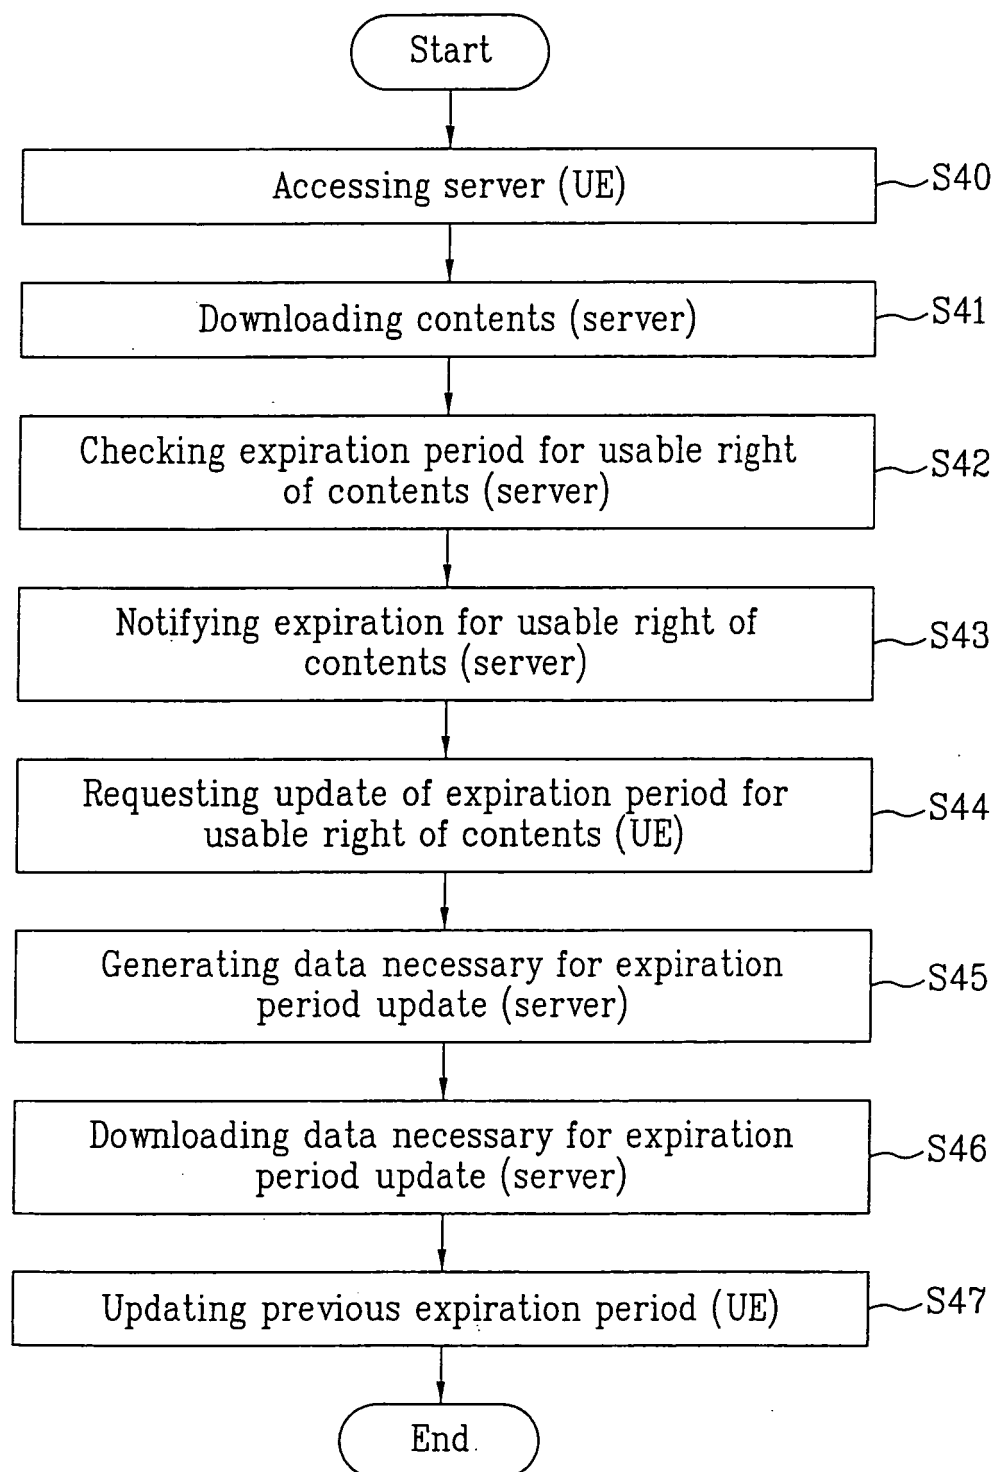 Start
Accessing server (UE)
S40
Downloading contents (server)
S41
Checking expiration period for usable right
of contents (server)
S42
Notifying expiration for usable right of
contents (server)
S43
Requesting update of expiration period for
usable right of contents (UE)
S44
Generating data necessary for expiration
period update (server)
S45
Downloading data necessary for expiration
period update (server)
S46
Updating previous expiration period (UE)
S47
End